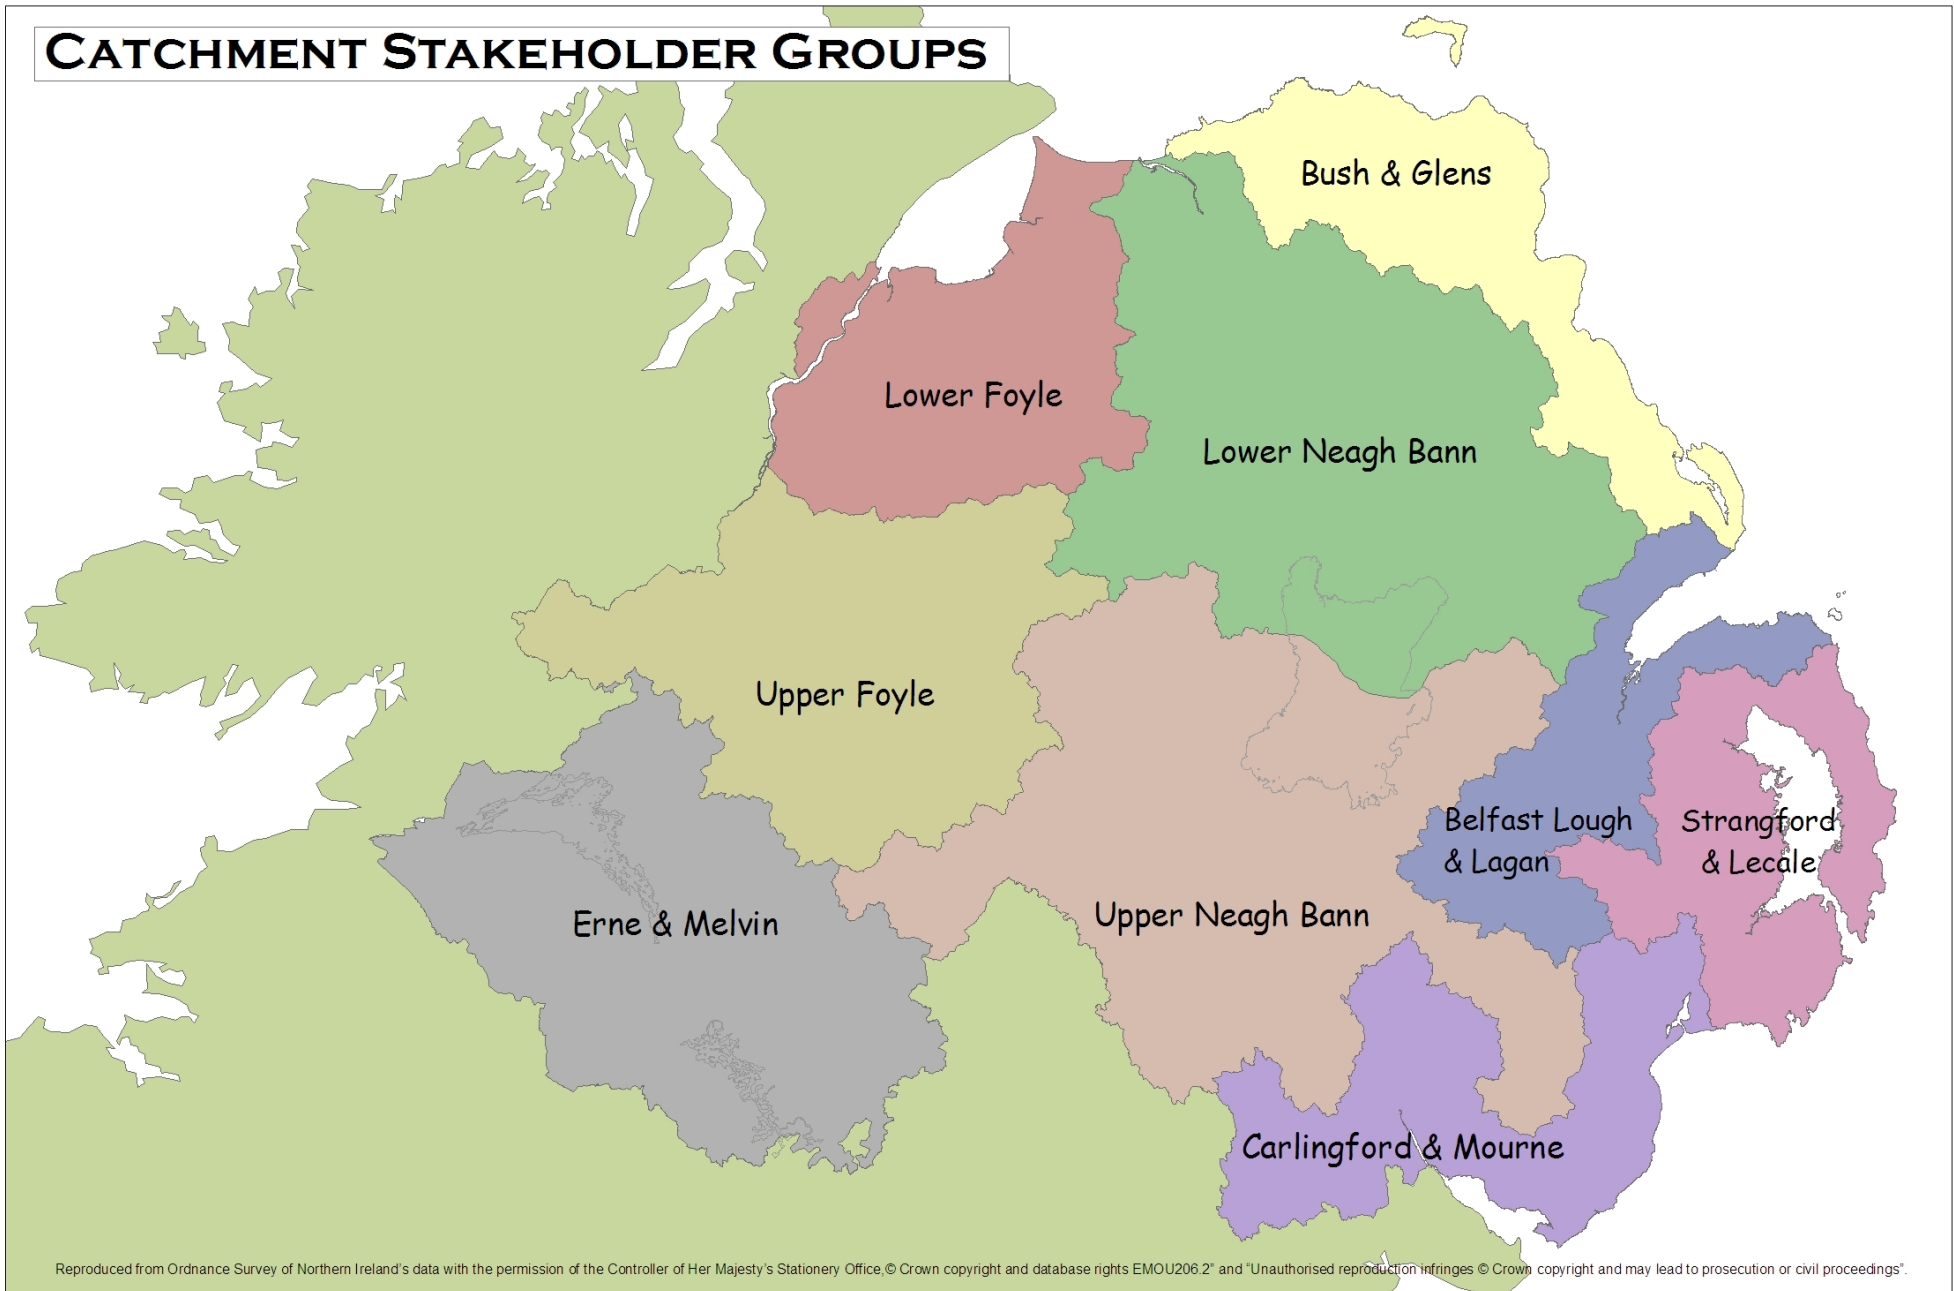 CATCHMENT STAKEHOLDER GROUPS
Bush & Glens
Lower Foyle
Lower Neagh Bann
Upper Foyle
Belfast Lough
& Lagan
Strangford
& Lecale
Erne & Melvin
Upper Neagh Bann
Carlingford & Mourne
Reproduced from Ordnance Survey of Northern Ireland's data with the permission of the Controller of Her Majesty's Stationery Office,© Crown copyright and database rights EMOU206.2" and "Unauthorised reproduction infringes © Crown copyright and may lead to prosecution or civil proceedings".